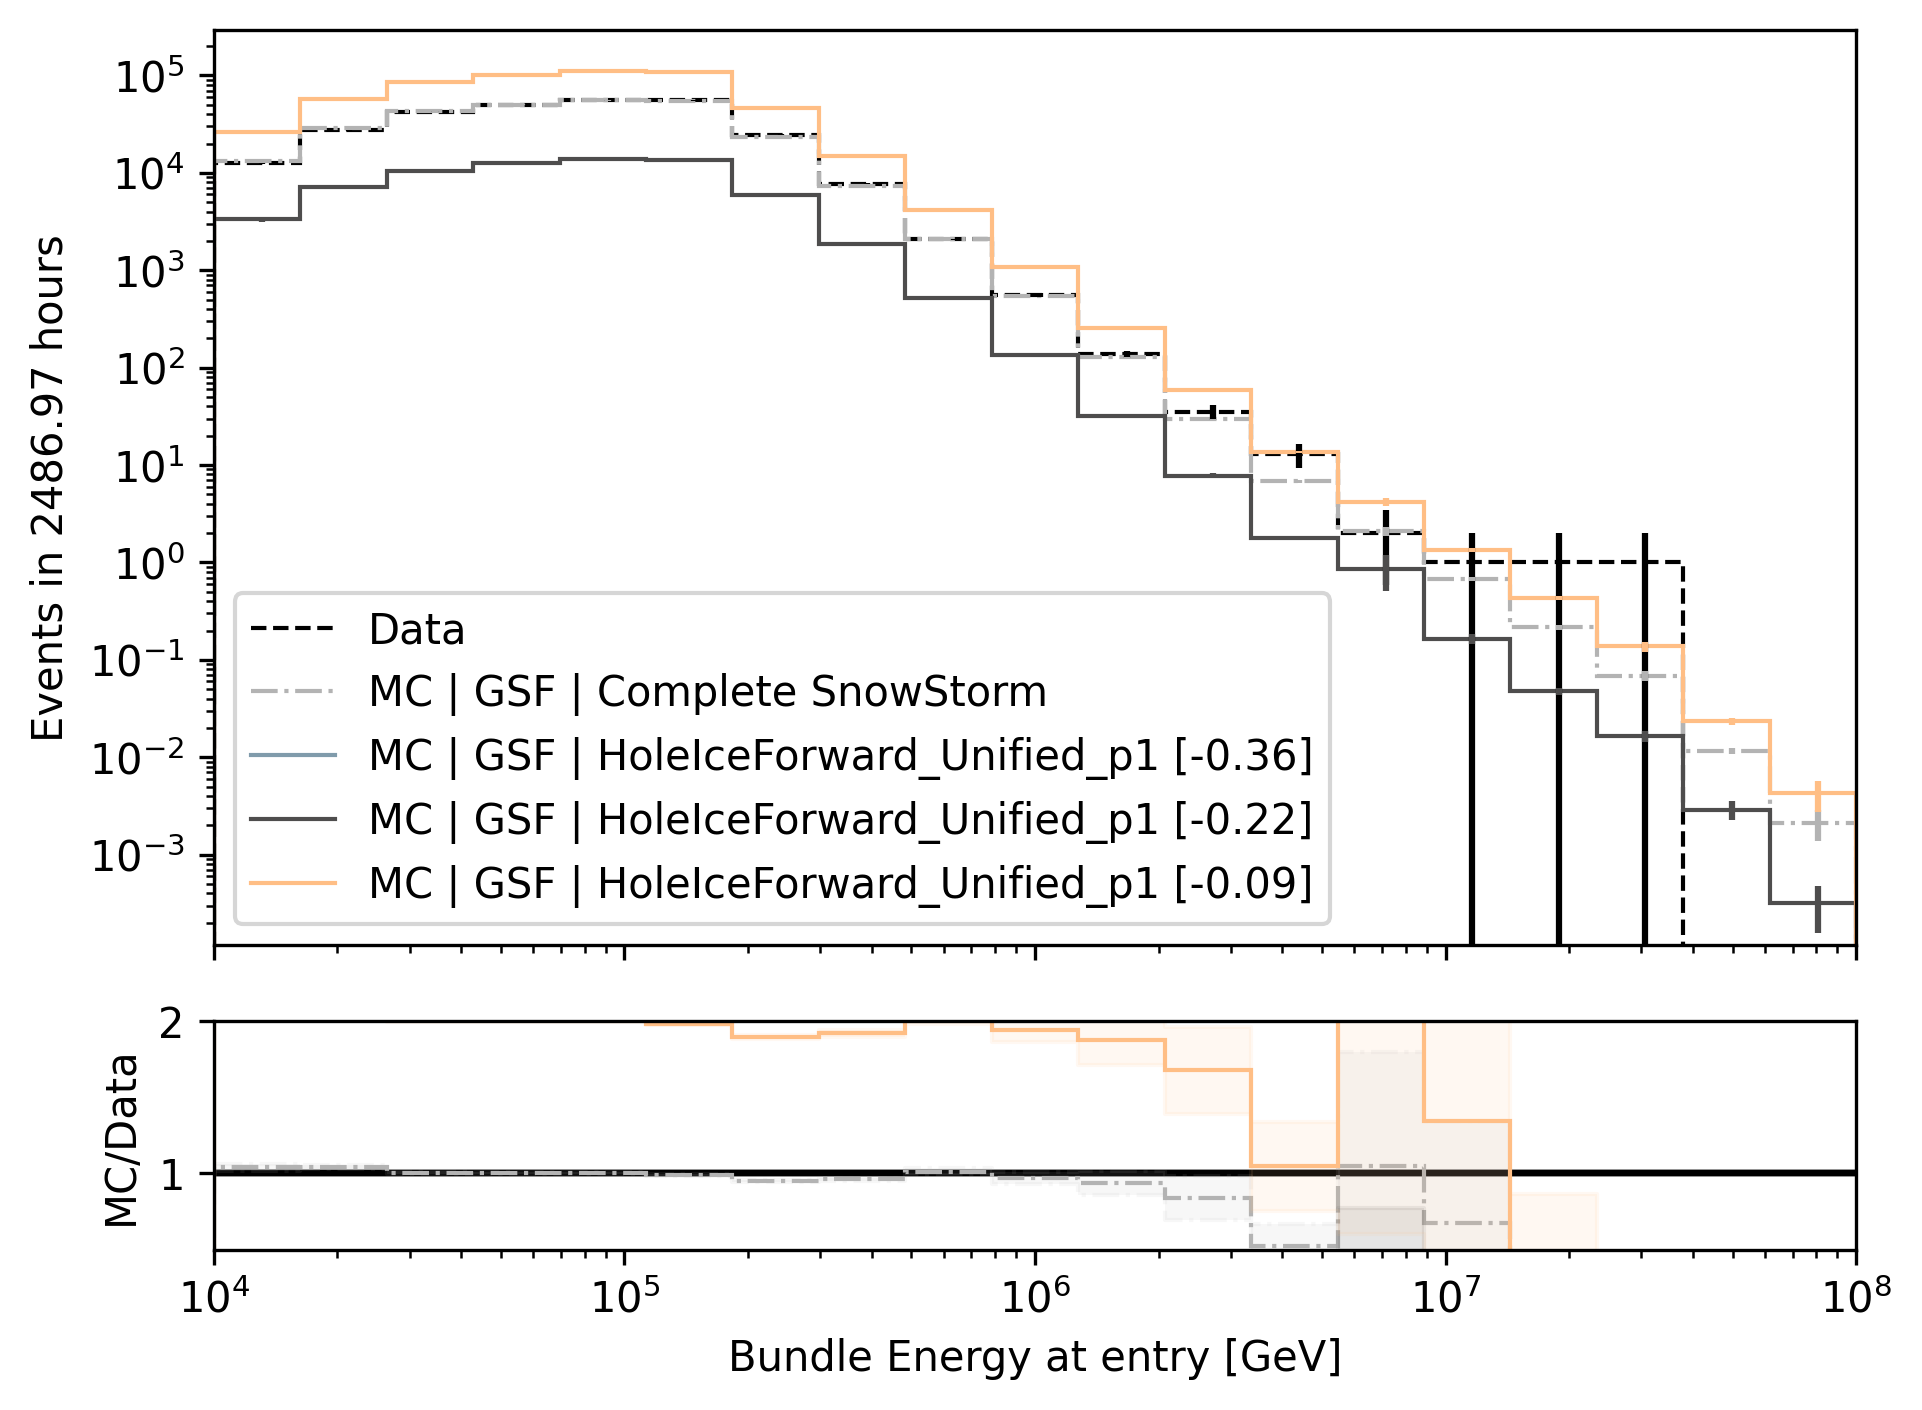 10^5
10^4
10^3
10^2
10^1
10^0
10^−1
10^−2
10^−3
Events in 2486.97 hours
Data
MC | GSF | Complete SnowStorm
MC | GSF | HoleIceForward_Unified_p1 [-0.36]
MC | GSF | HoleIceForward_Unified_p1 [-0.22]
MC | GSF | HoleIceForward_Unified_p1 [-0.09]
2
1
MC/Data
10^4 10^5 10^6 10^7 10^8
Bundle Energy at entry [GeV]